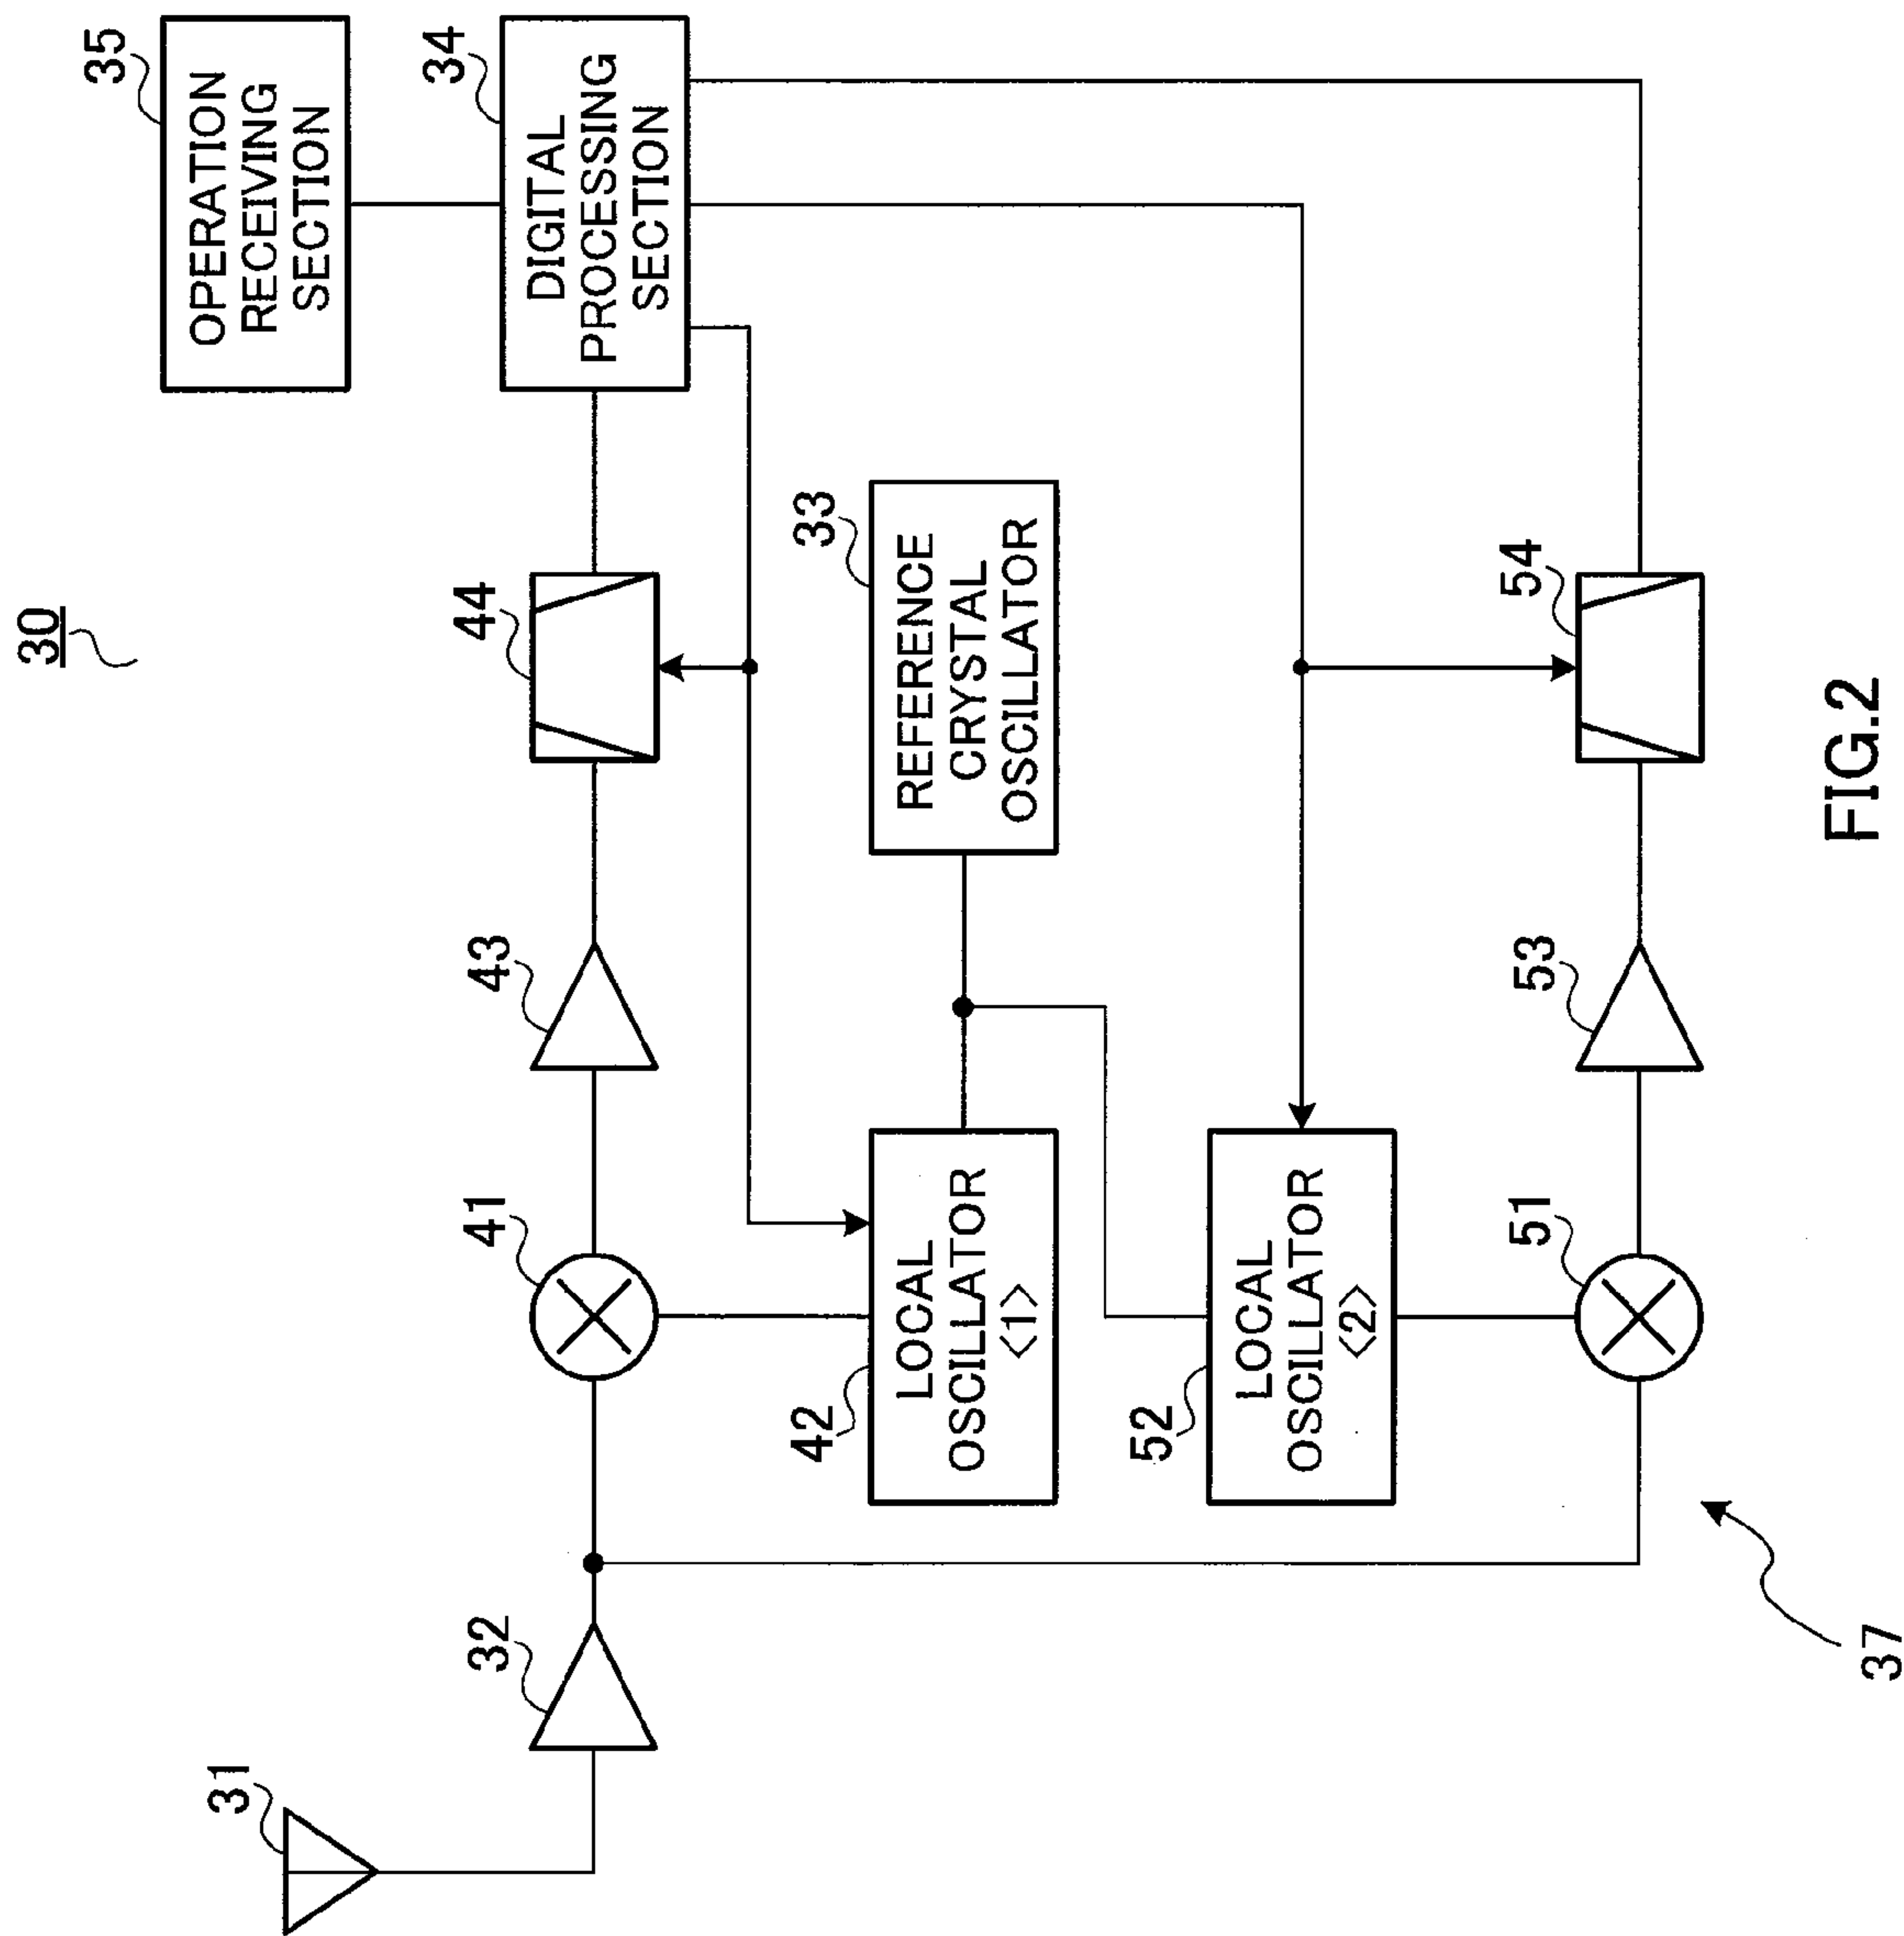 30
35
OPERATION
RECEIVING
SECTION
34
DIGITAL
PROCESSING
SECTION
44
43
41
32
31
33
REFERENCE
CRYSTAL
OSCILLATOR
42
LOCAL
OSCILLATOR
<1>
52
LOCAL
OSCILLATOR
<2>
54
53
51
37
FIG.2